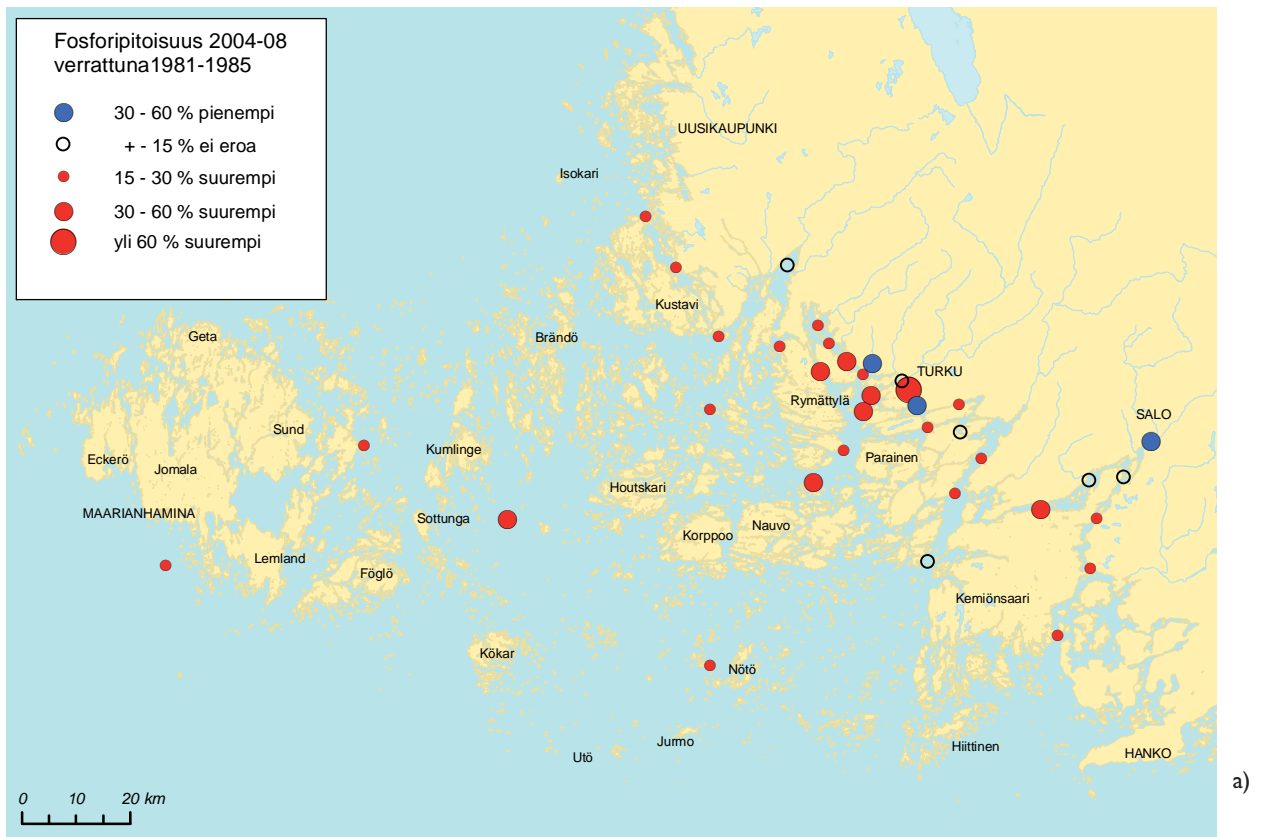 Fosforipitoisuus 2004-08
verrattuna1981-1985
30 - 60 % pienempi
+ - 15 % ei eroa
15 - 30 % suurempi
30 - 60 % suurempi
yli 60 % suurempi
UUSIKAUPUNKI
Isokari
Kustavi
Geta
Brändö
TURKU
Rymättylä
SALO
Sund
Kumlinge
Eckerö
Jomala
Parainen
Houtskari
MAARIANHAMINA
Sottunga
Nauvo
Korppoo
Lemland
Föglö
Kemiönsaari
Kökar
Nötö
Jurmo
Hiittinen
Utö
HANKO
a)
0 10 20 km